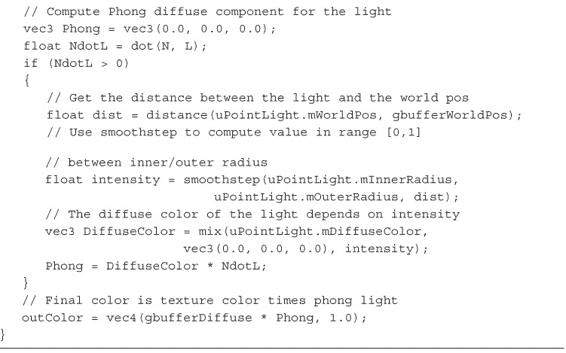 // Compute Phong diffuse component for the light
vec3 Phong = vec3(0.0, 0.0, 0.0);
float NdotL = dot(N, L);
if (NdotL > 0)
{
// Get the distance between the light and the world pos
float dist = distance(uPointLight.mWorldPos, gbufferWorldPos);
// Use smoothstep to compute value in range [0,1]
// between inner/outer radius
float intensity = smoothstep(uPointLight.mInnerRadius,
uPointLight.mOuterRadius, dist);
// The diffuse color of the light depends on intensity
vec3 DiffuseColor = mix(uPointLight.mDiffuseColor,
vec3(0.0, 0.0, 0.0), intensity);
Phong = DiffuseColor * NdotL;
}
// Final color is texture color times phong light
outColor = vec4(gbufferDiffuse * Phong, 1.0);
}